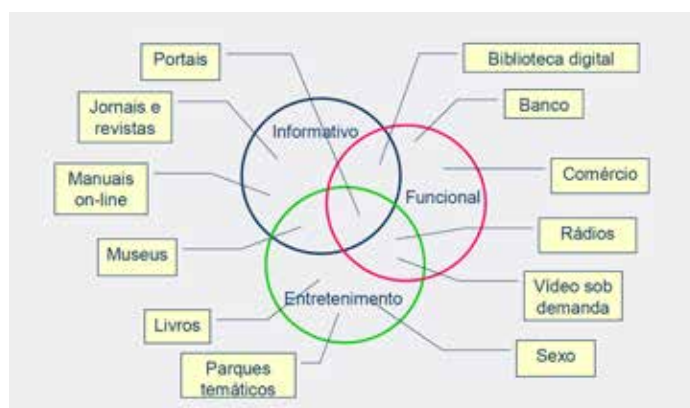 Portais
Biblioteca digital
Jornais e
revistas
Informativo
Banco
Manuais
on-line
Funcional
Comércio
Museus
Rádios
Entretenimento
Vídeo sob
demanda
Livros
Parques
temáticos
Sexo